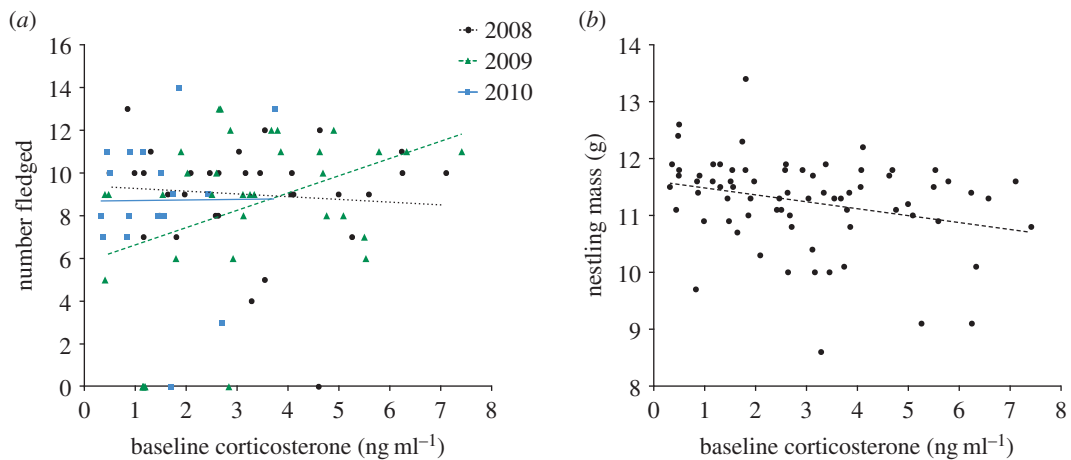 (a)
16
14
12
10
8
6
4
2
0
number fledged
0 1 2 3 4 5 6 7 8
baseline corticosterone (ng ml–1)
2008
2009
2010
(b)
14
13
12
11
10
9
8
nestling mass (g)
0 1 2 3 4 5 6 7 8
baseline corticosterone (ng ml–1)